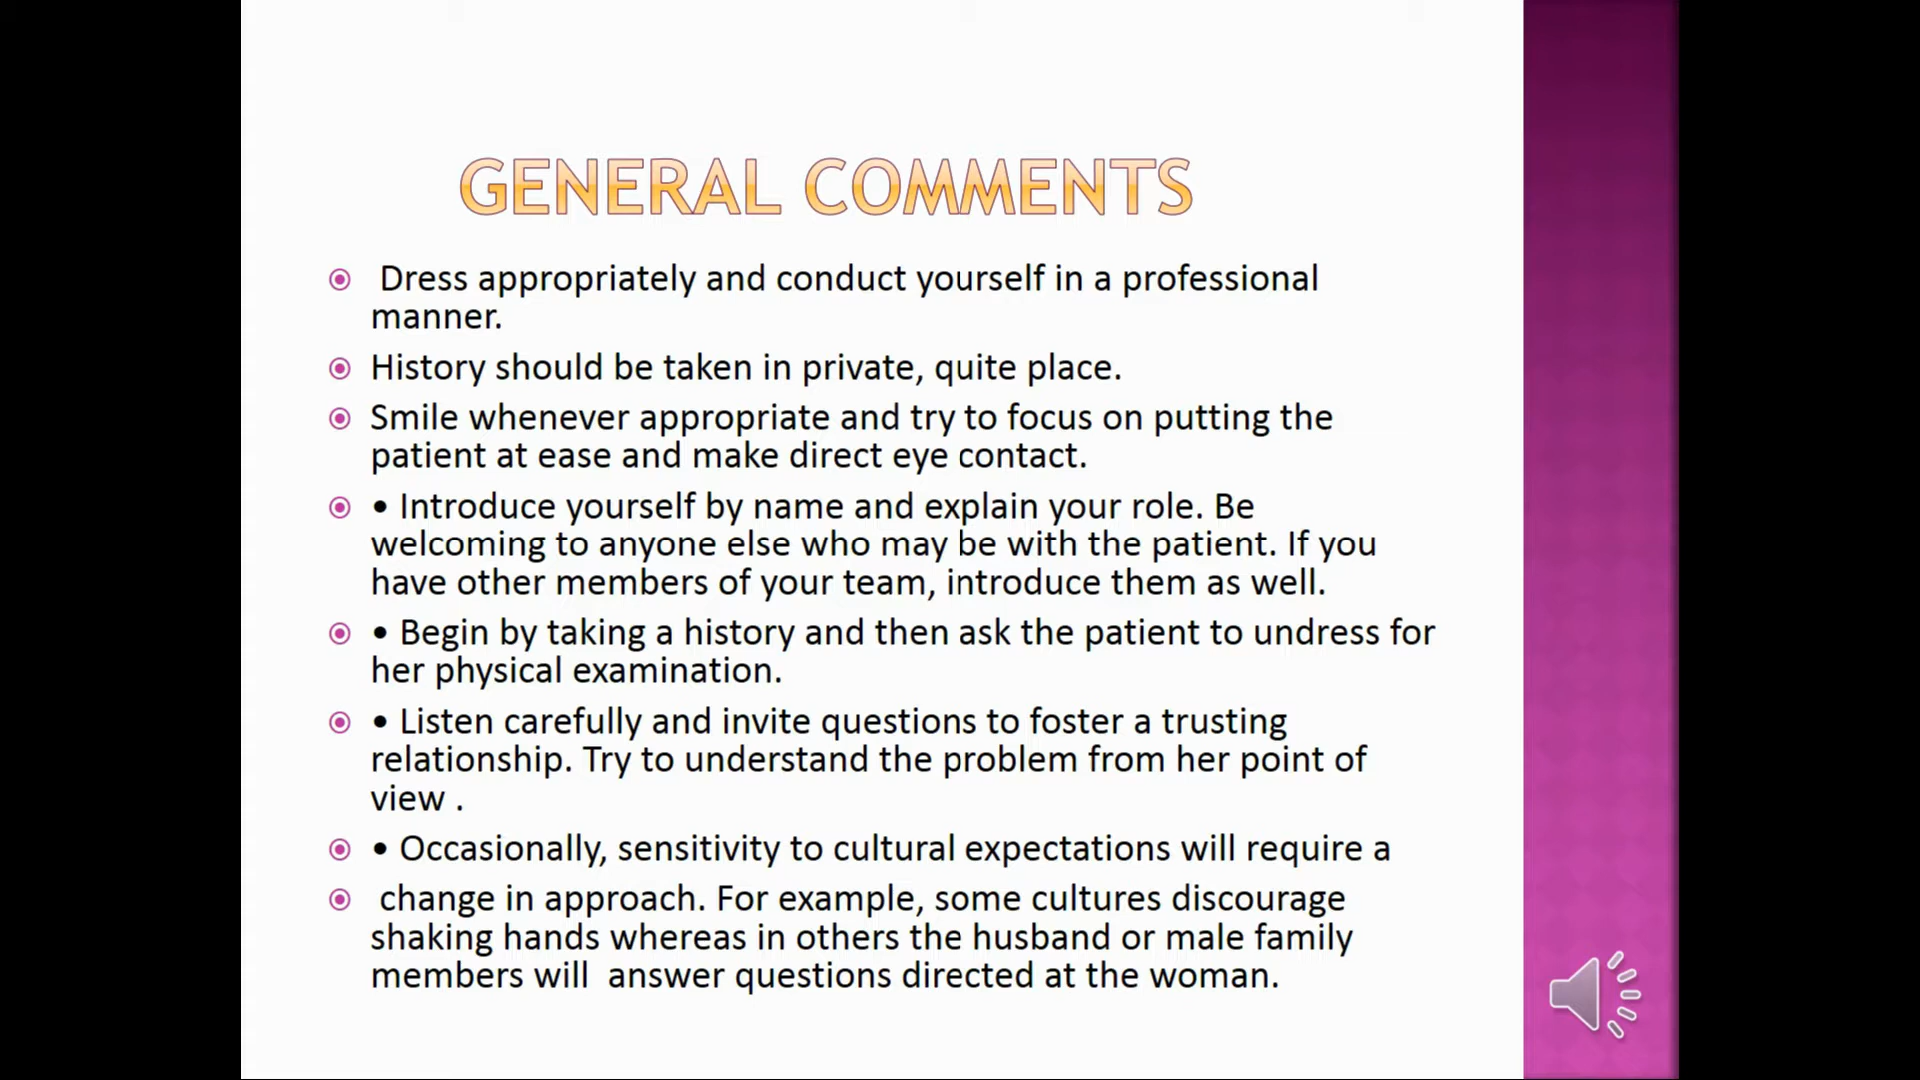 GENERAL COMMENTS
Dress appropriately and conduct yourself in a professional
manner.
History should be taken in private, quite place.
Smile whenever appropriate and try to focus on putting the
patient at ease and make direct eye contact.
• Introduce yourself by name and explain your role. Be
welcoming to anyone else who may be with the patient. If you
have other members of your team, introduce them as well.
• Begin by taking a history and then ask the patient to undress for
her physical examination.
• Listen carefully and invite questions to foster a trusting
relationship. Try to understand the problem from her point of
view .
• Occasionally, sensitivity to cultural expectations will require a
change in approach. For example, some cultures discourage
shaking hands whereas in others the husband or male family
members will  answer questions directed at the woman.